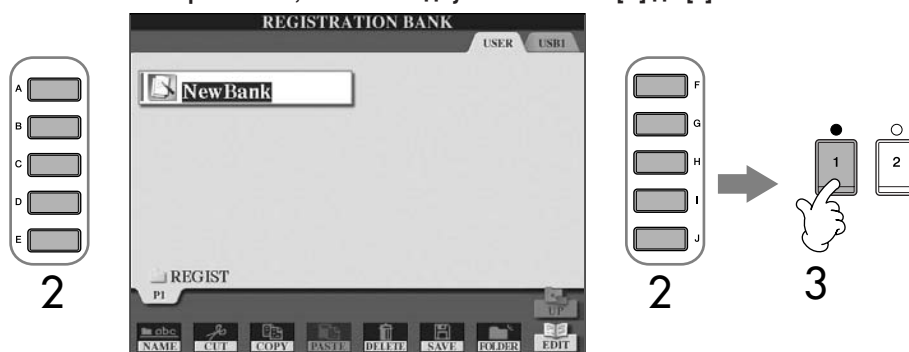 REGISTRATION BANK
USER USB1
NewBank
A
B
C
D
E
F
G
H
I
J
1 2
REGIST
P1
UP
abc
NAME CUT COPY PASTE DELETE SAVE FOLDER EDIT
2 2 3